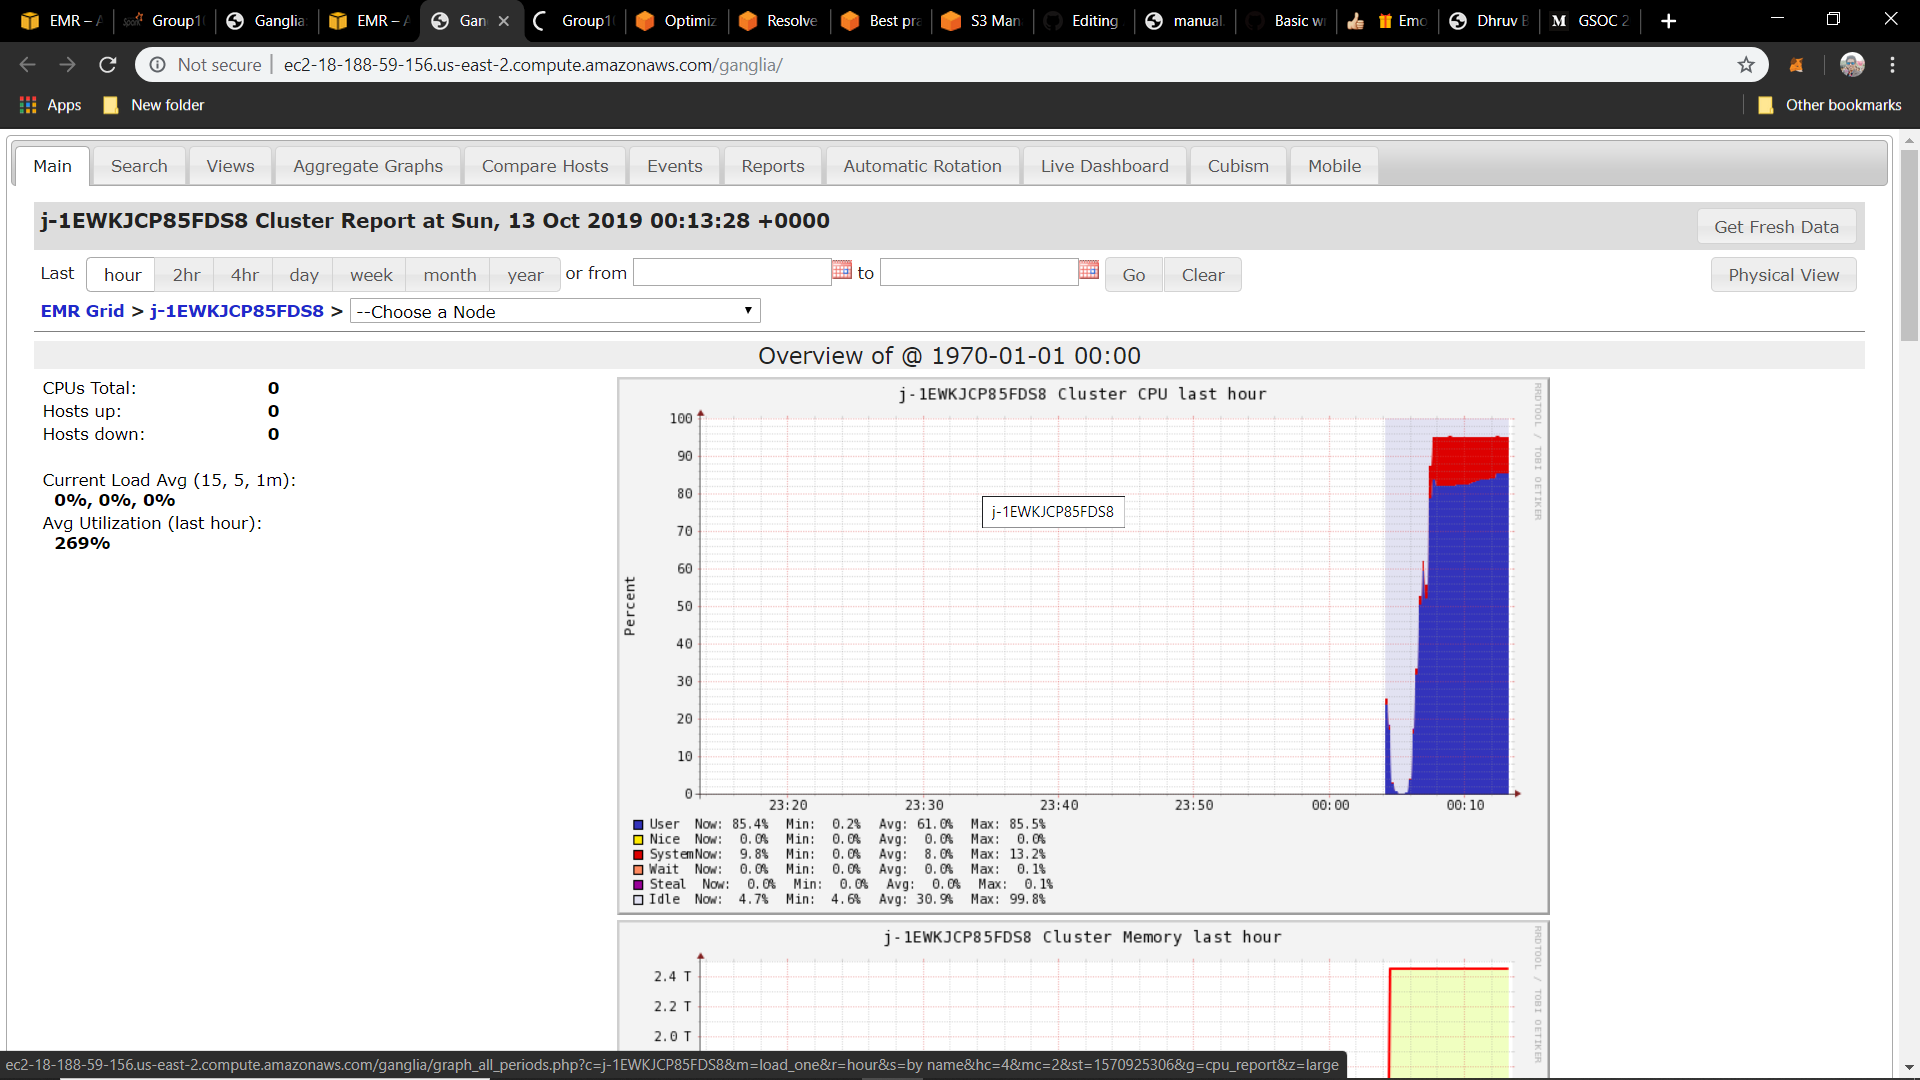 EMR – A Group1 Ganglia: EMR – A Gan Group1 Optimiz Resolve Best pra S3 Man Editing manual. Basic wr Emo Dhruv B GSOC 2
Not secure | ec2-18-188-59-156.us-east-2.compute.amazonaws.com/ganglia/
Apps New folder Other bookmarks
Main Search Views Aggregate Graphs Compare Hosts Events Reports Automatic Rotation Live Dashboard Cubism Mobile
j-1EWKJCP85FDS8 Cluster Report at Sun, 13 Oct 2019 00:13:28 +0000
Get Fresh Data
Last hour 2hr 4hr day week month year or from to Go Clear
Physical View
EMR Grid > j-1EWKJCP85FDS8 > --Choose a Node
Overview of @ 1970-01-01 00:00
CPUs Total: 0
Hosts up: 0
Hosts down: 0
Current Load Avg (15, 5, 1m):
0%, 0%, 0%
Avg Utilization (last hour):
269%
j-1EWKJCP85FDS8 Cluster CPU last hour
RRDTOOL / TOBI OETIKER
Percent
100
90
80
70
60
50
40
30
20
10
0
j-1EWKJCP85FDS8
23:20 23:30 23:40 23:50 00:00 00:10
User Now: 85.4% Min: 0.2% Avg: 61.0% Max: 85.5%
Nice Now: 0.0% Min: 0.0% Avg: 0.0% Max: 0.0%
System Now: 9.8% Min: 0.0% Avg: 8.0% Max: 13.2%
Wait Now: 0.0% Min: 0.0% Avg: 0.0% Max: 0.1%
Steal Now: 0.0% Min: 0.0% Avg: 0.0% Max: 0.1%
Idle Now: 4.7% Min: 4.6% Avg: 30.9% Max: 99.8%
j-1EWKJCP85FDS8 Cluster Memory last hour
RRDTOOL / TOBI OETIKER
2.4 T
2.2 T
2.0 T
ec2-18-188-59-156.us-east-2.compute.amazonaws.com/ganglia/graph_all_periods.php?c=j-1EWKJCP85FDS8&m=load_one&r=hour&s=by name&hc=4&mc=2&st=1570925306&g=cpu_report&z=large